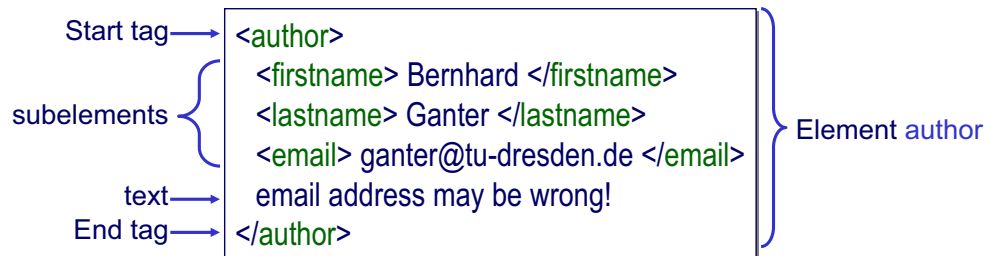 Start tag
<author>
<firstname> Bernhard </firstname>
subelements
<lastname> Ganter </lastname>
<email> ganter@tu-dresden.de </email>
Element author
text
email address may be wrong!
End tag
</author>